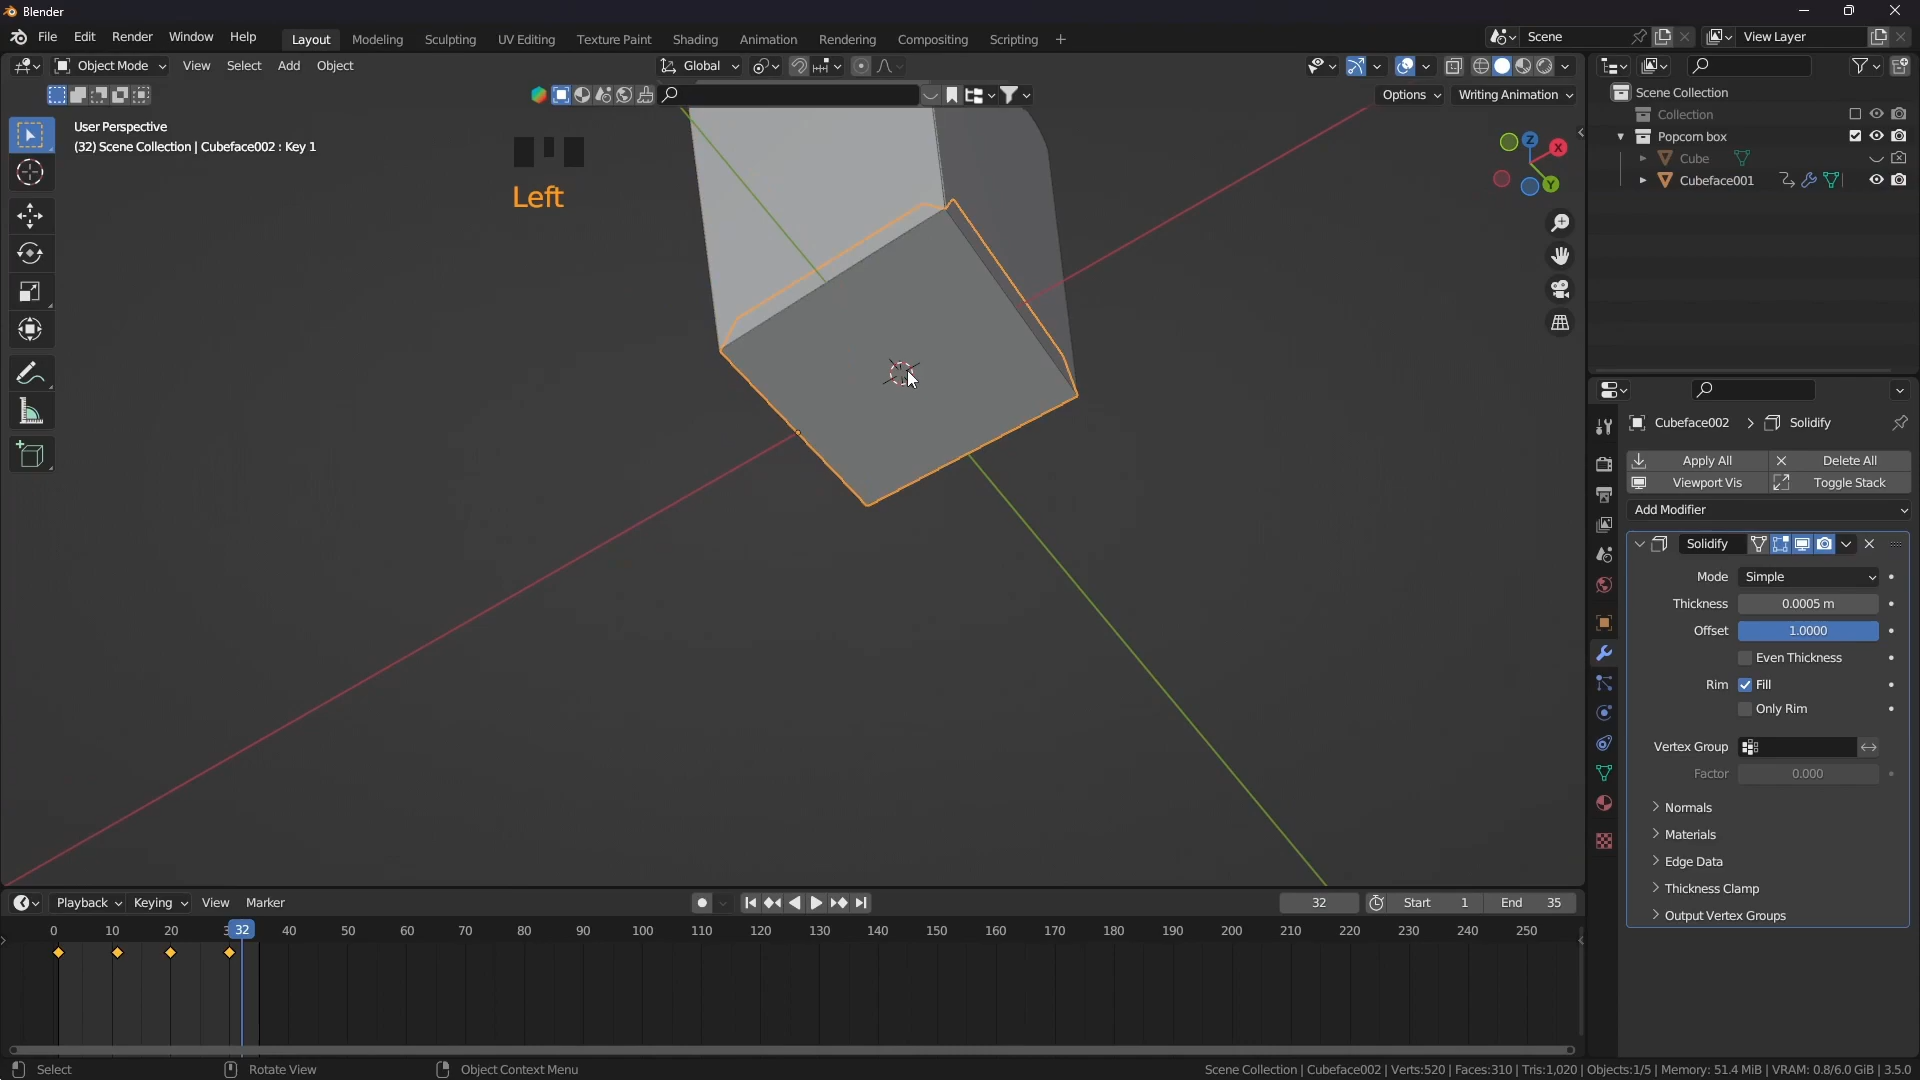 Blender
File Edit Render Window Help
Layout Modeling Sculpting UV Editing Texture Paint Shading Animation Rendering Compositing Scripting +
Scene
View Layer
Object Mode View Select Add Object
Global
Options
Writing Animation
User Perspective
(32) Scene Collection | Cubeface002 : Key 1
Left
X
Y
Z
Scene Collection
Collection
Popcorn box
Cube
Cubeface001
Cubeface002 > Solidify
Apply All
Delete All
Viewport Vis
Toggle Stack
Add Modifier
Solidify
Mode Simple
Thickness 0.0005 m
Offset 1.0000
Even Thickness
Rim Fill
Only Rim
Vertex Group
Factor 0.000
Normals
Materials
Edge Data
Thickness Clamp
Output Vertex Groups
Playback Keying View Marker
32
Start 1
End 35
0 10 20 32 40 50 60 70 80 90 100 110 120 130 140 150 160 170 180 190 200 210 220 230 240 250
Select
Rotate View
Object Context Menu
Scene Collection | Cubeface002 | Verts:520 | Faces:310 | Tris:1,020 | Objects:1/5 | Memory: 51.4 MiB | VRAM: 0.8/6.0 GiB | 3.5.0